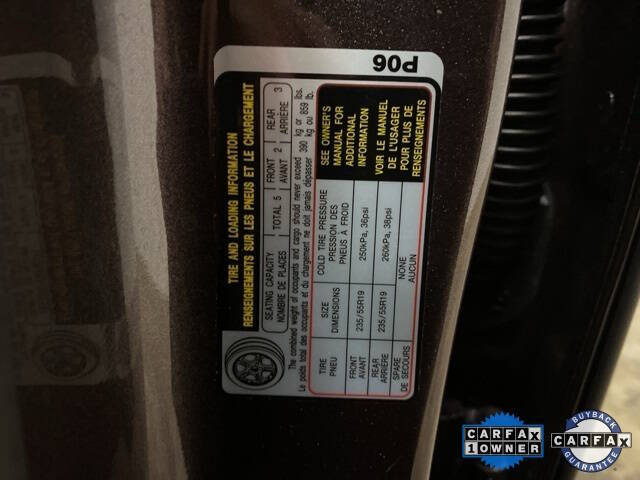 P06
TIRE AND LOADING INFORMATION
RENSEIGNEMENTS SUR LES PNEUS ET LE CHARGEMENT
SEATING CAPACITY TOTAL 5 FRONT 2 REAR 3
NOMBRE DE PLACES AVANT ARRIÈRE
The combined weight of occupants and cargo should never exceed 390 kg or 859 lbs.
Le poids total des occupants et du chargement ne doit jamais dépasser 390 kg ou 859 lb.
TIRE SIZE COLD TIRE PRESSURE
PNEU DIMENSIONS PRESSION DES
PNEUS À FROID
FRONT 235/55R19 250kPa, 36psi
AVANT
REAR 235/55R19 260kPa, 38psi
ARRIÈRE
SPARE NONE
DE SECOURS AUCUN
SEE OWNER'S
MANUAL FOR
ADDITIONAL
INFORMATION
VOIR LE MANUEL
DE L'USAGER
POUR PLUS DE
RENSEIGNEMENTS
CARFAX
1 OWNER
BUYBACK
CARFAX
GUARANTEE